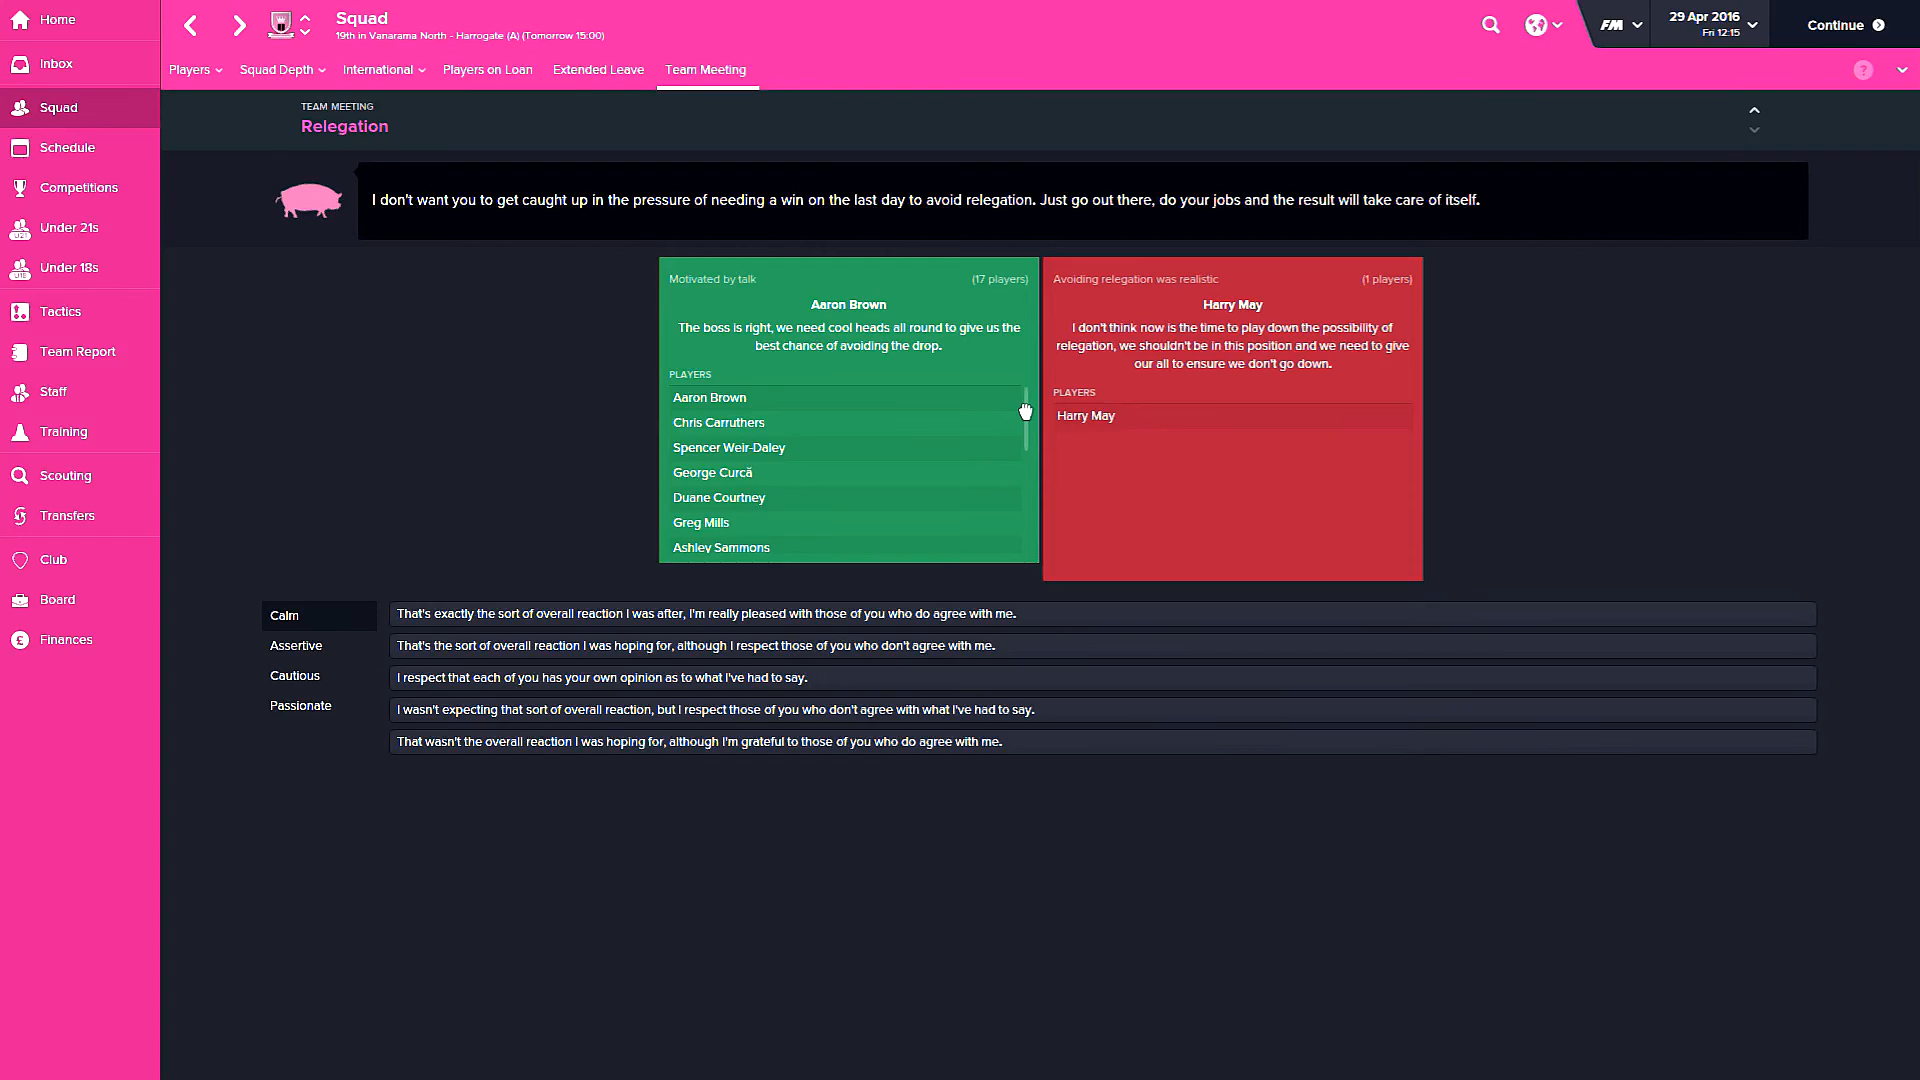 Home
Inbox
Squad
Schedule
Competitions
Under 21s
Under 18s
Tactics
Team Report
Staff
Training
Scouting
Transfers
Club
Board
Finances
Squad
19th in Vanarama North - Harrogate (A) (Tomorrow 15:00)
FM
29 Apr 2016
Fri 12:15
Continue
Players
Squad Depth
International
Players on Loan
Extended Leave
Team Meeting
?
TEAM MEETING
Relegation
I don't want you to get caught up in the pressure of needing a win on the last day to avoid relegation. Just go out there, do your jobs and the result will take care of itself.
Motivated by talk (17 players)
Aaron Brown
The boss is right, we need cool heads all round to give us the
best chance of avoiding the drop.
PLAYERS
Aaron Brown
Chris Carruthers
Spencer Weir-Daley
George Curcă
Duane Courtney
Greg Mills
Ashley Sammons
Avoiding relegation was realistic (1 players)
Harry May
I don't think now is the time to play down the possibility of
relegation, we shouldn't be in this position and we need to give
our all to ensure we don't go down.
PLAYERS
Harry May
Calm
Assertive
Cautious
Passionate
That's exactly the sort of overall reaction I was after, I'm really pleased with those of you who do agree with me.
That's the sort of overall reaction I was hoping for, although I respect those of you who don't agree with me.
I respect that each of you has your own opinion as to what I've had to say.
I wasn't expecting that sort of overall reaction, but I respect those of you who don't agree with what I've had to say.
That wasn't the overall reaction I was hoping for, although I'm grateful to those of you who do agree with me.